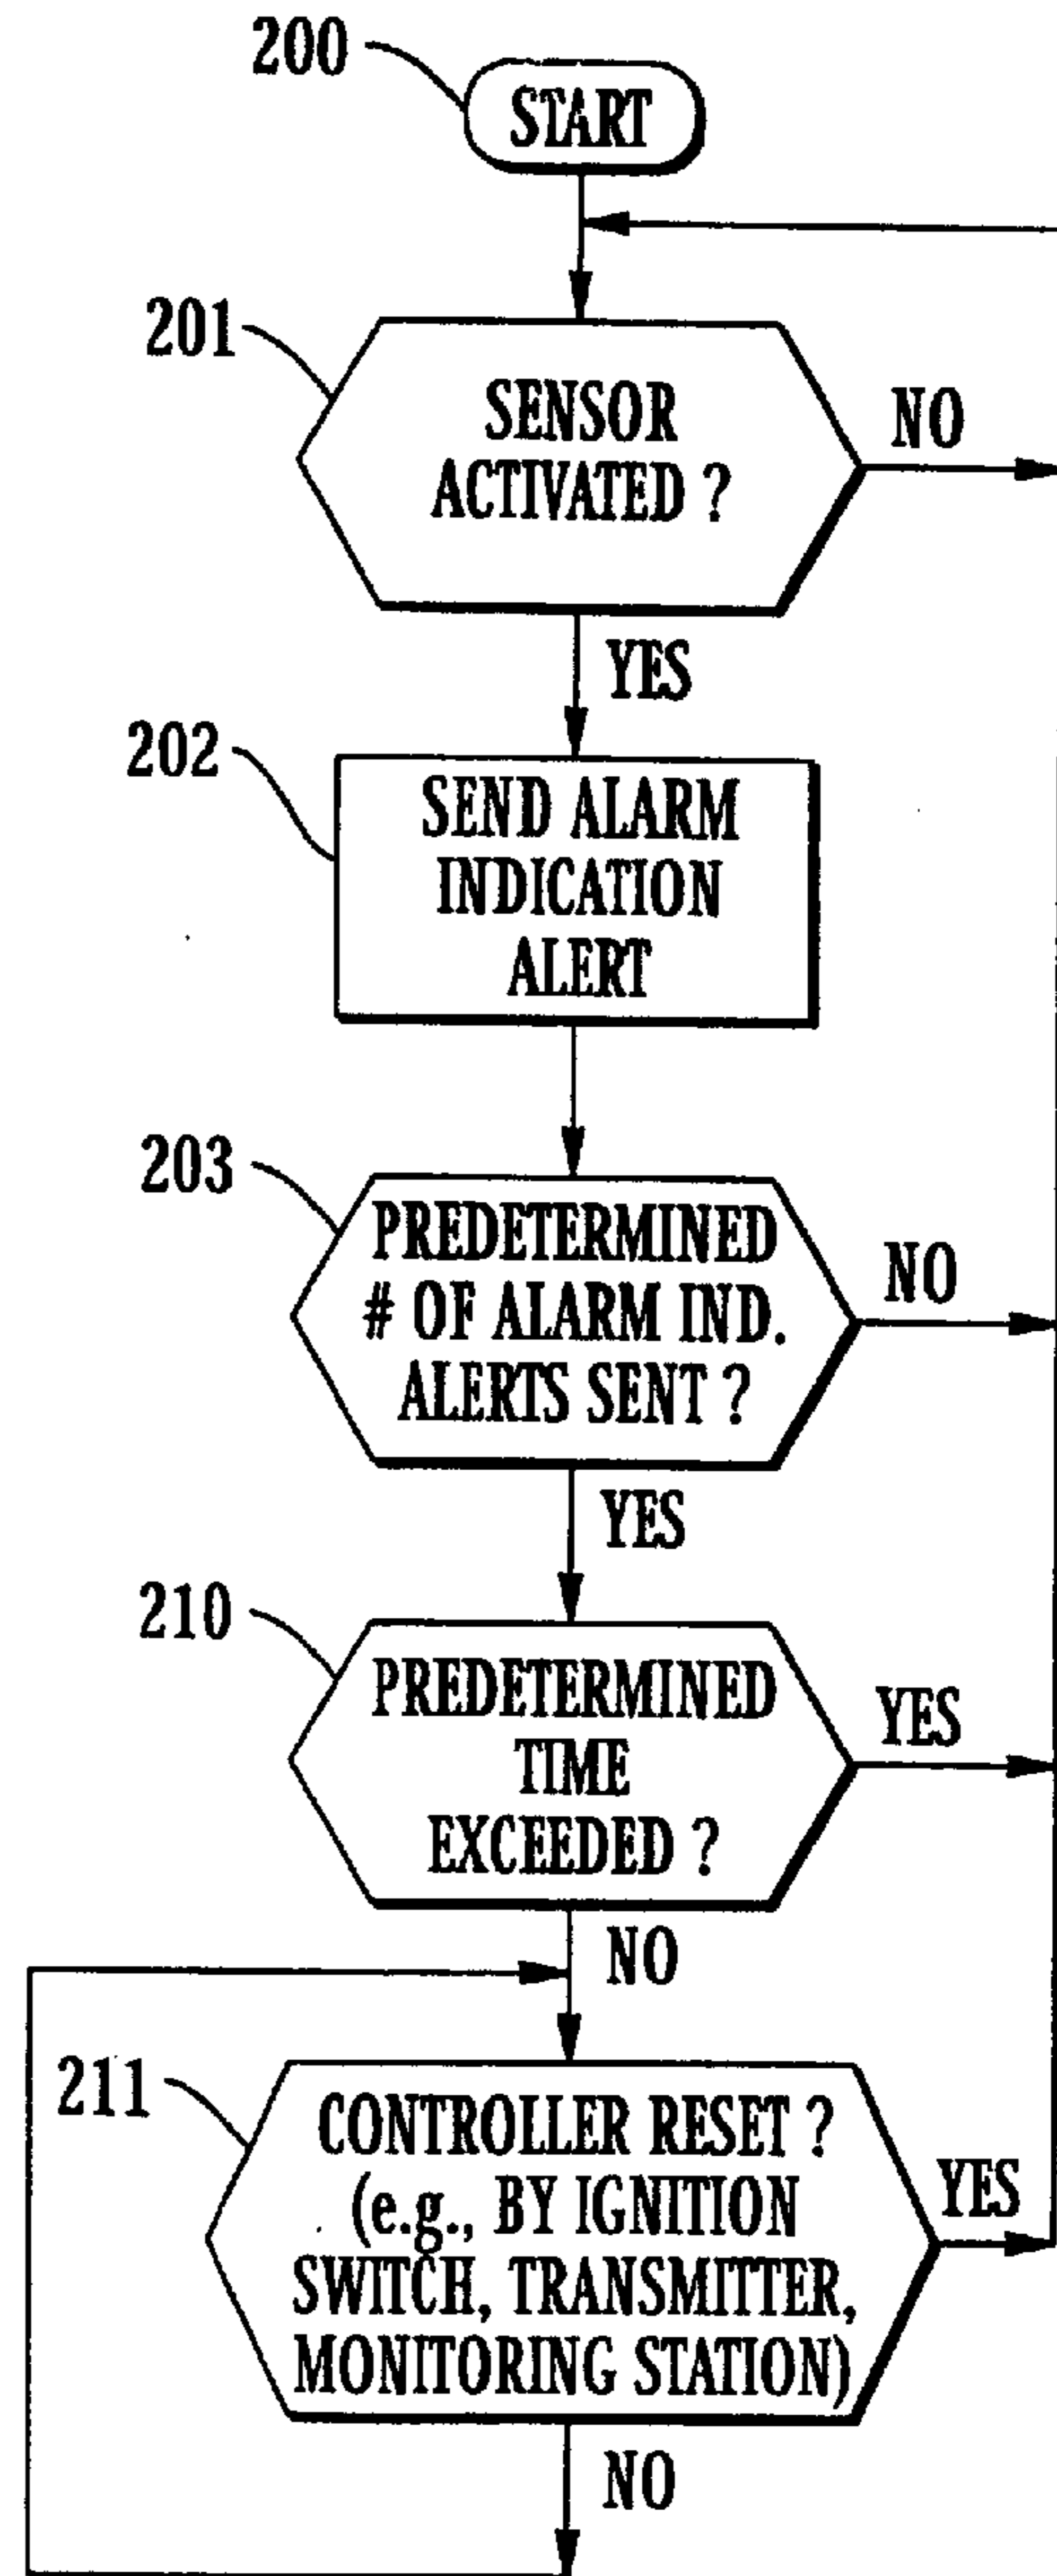 200
START
201
SENSOR
ACTIVATED ?
NO
YES
202
SEND ALARM
INDICATION
ALERT
203
PREDETERMINED
# OF ALARM IND.
ALERTS SENT ?
NO
YES
210
PREDETERMINED
TIME
EXCEEDED ?
YES
NO
211
CONTROLLER RESET ?
(e.g., BY IGNITION
SWITCH, TRANSMITTER,
MONITORING STATION)
YES
NO